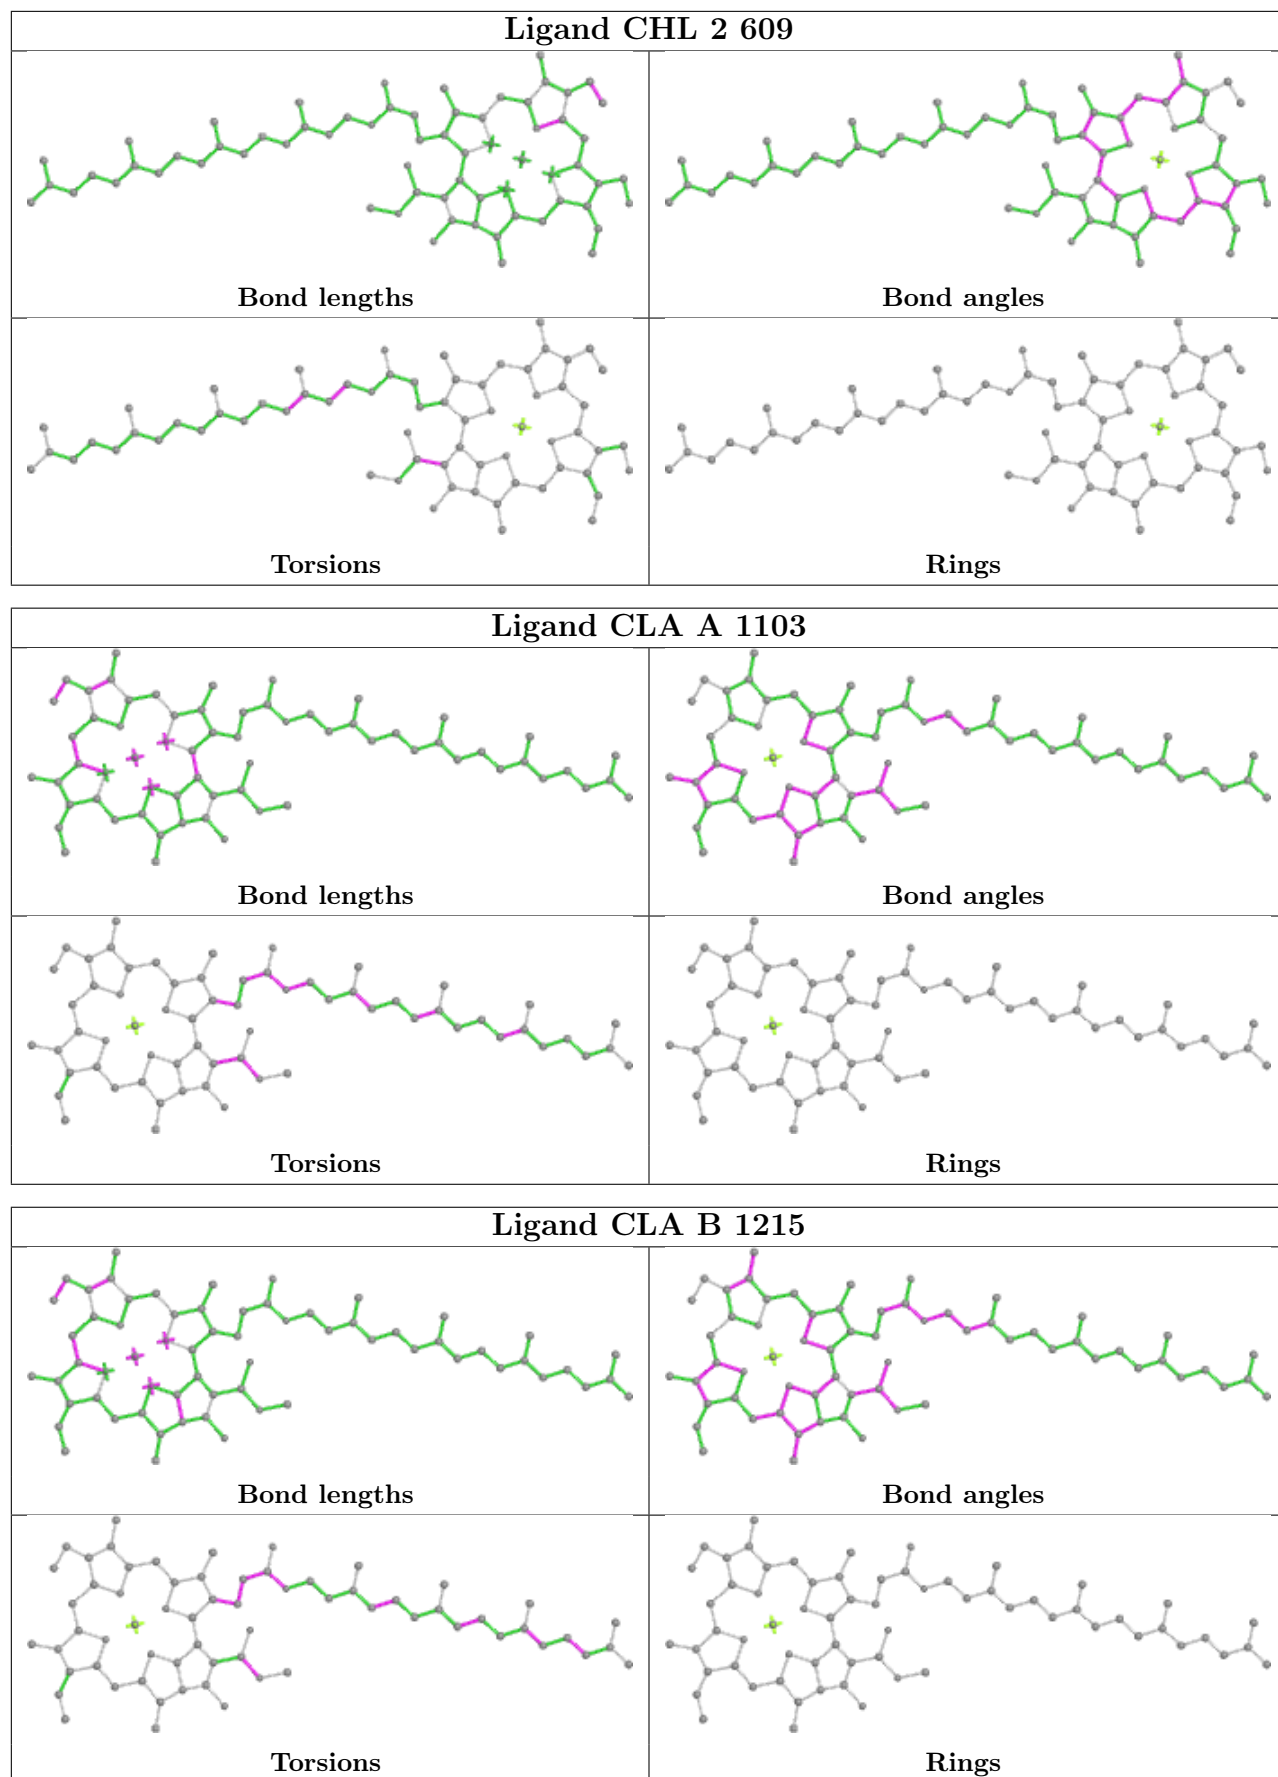 Ligand CHL 2 609
Bond lengths
Bond angles
Torsions
Rings
Ligand CLA A 1103
Bond lengths
Bond angles
Torsions
Rings
Ligand CLA B 1215
Bond lengths
Bond angles
Torsions
Rings